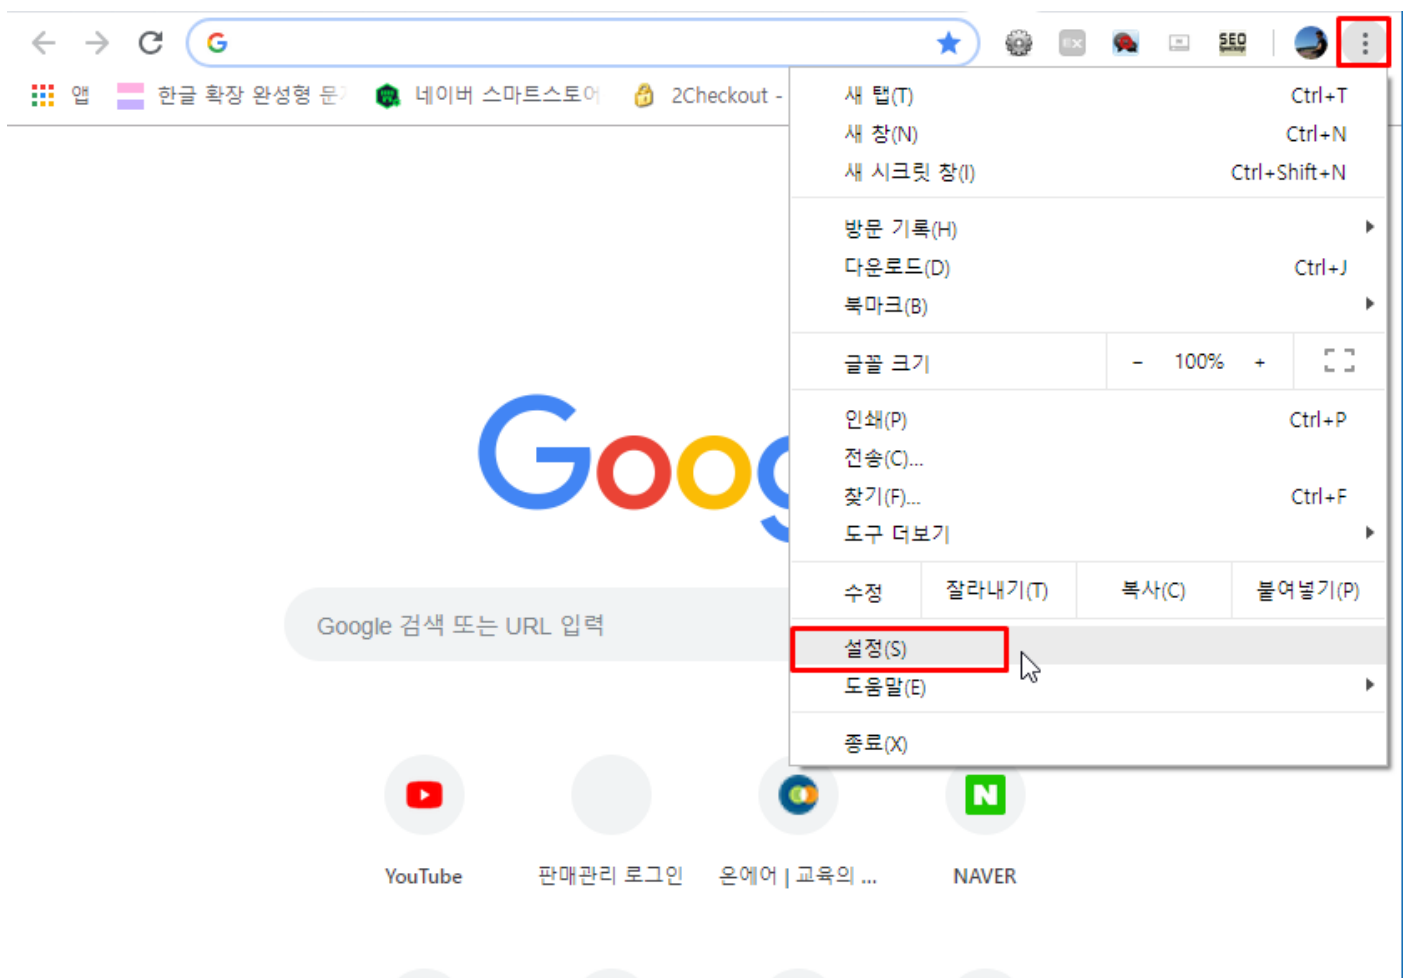 EX SEO
앱 한글 확장 완성형 문 네이버 스마트스토어 2Checkout -
새 탭(T) Ctrl+T
새 창(N) Ctrl+N
새 시크릿 창(I) Ctrl+Shift+N
방문 기록(H)
다운로드(D) Ctrl+J
북마크(B)
글꼴 크기 - 100% +
인쇄(P) Ctrl+P
전송(C)...
찾기(F)... Ctrl+F
도구 더보기
수정 잘라내기(T) 복사(C) 붙여넣기(P)
설정(S)
도움말(E)
종료(X)
Goog
Google 검색 또는 URL 입력
YouTube 판매관리 로그인 온에어 | 교육의 ... NAVER